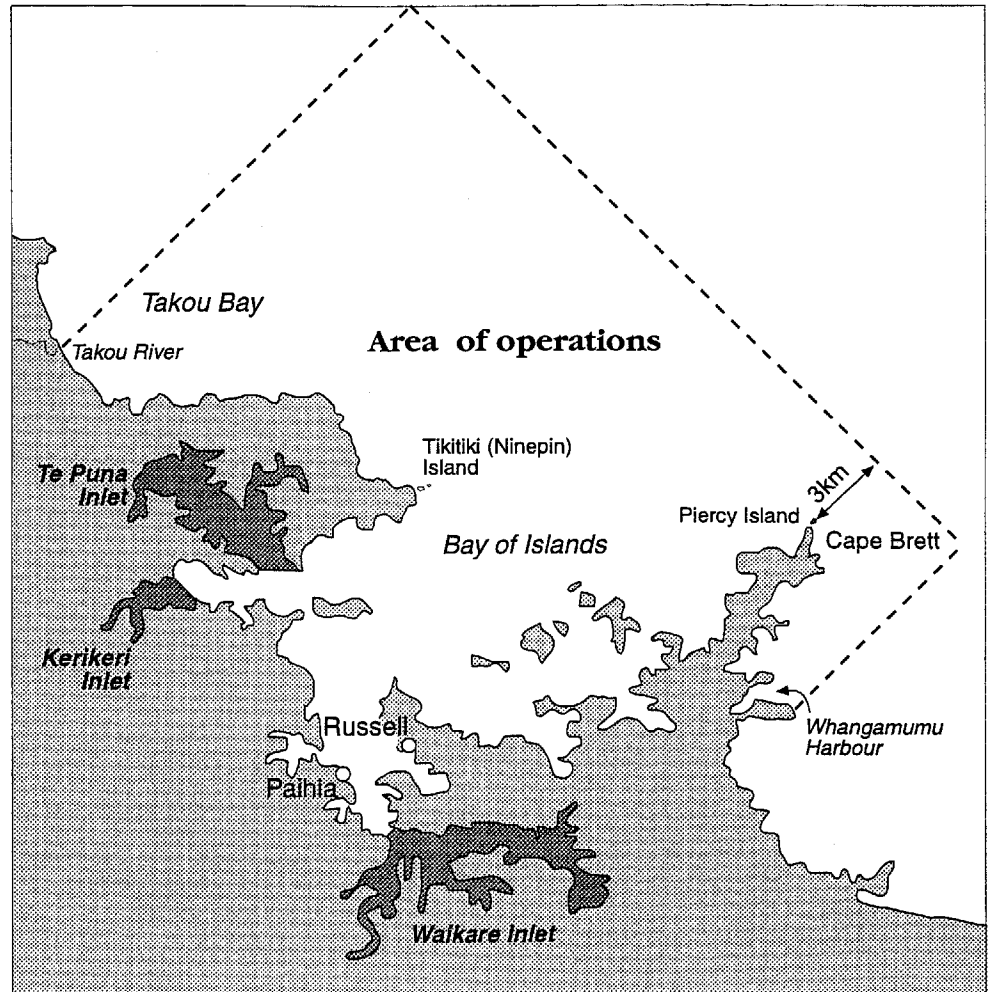 Takou Bay
Area of operations
Takou River
Tikitiki (Ninepin)
Island
Te Puna
Inlet
3km
Piercy Island
Cape Brett
Bay of Islands
Kerikeri
Inlet
Russell
Whangamumu
Harbour
Paihia
Waikare Inlet